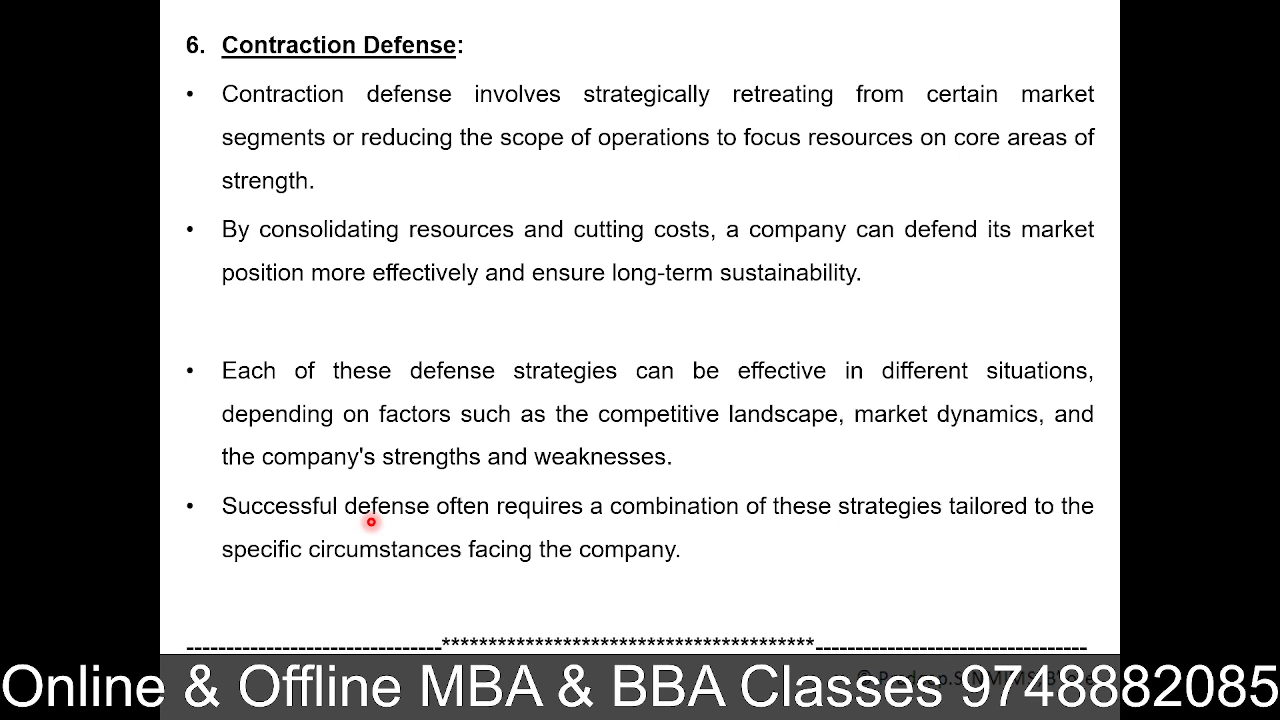 6. Contraction Defense:
• Contraction defense involves strategically retreating from certain market
segments or reducing the scope of operations to focus resources on core areas of
strength.
• By consolidating resources and cutting costs, a company can defend its market
position more effectively and ensure long-term sustainability.
• Each of these defense strategies can be effective in different situations,
depending on factors such as the competitive landscape, market dynamics, and
the company's strengths and weaknesses.
• Successful defense often requires a combination of these strategies tailored to the
specific circumstances facing the company.
-------------------------------****************************************---------------------------------
Online & Offline MBA & BBA Classes 9748882085